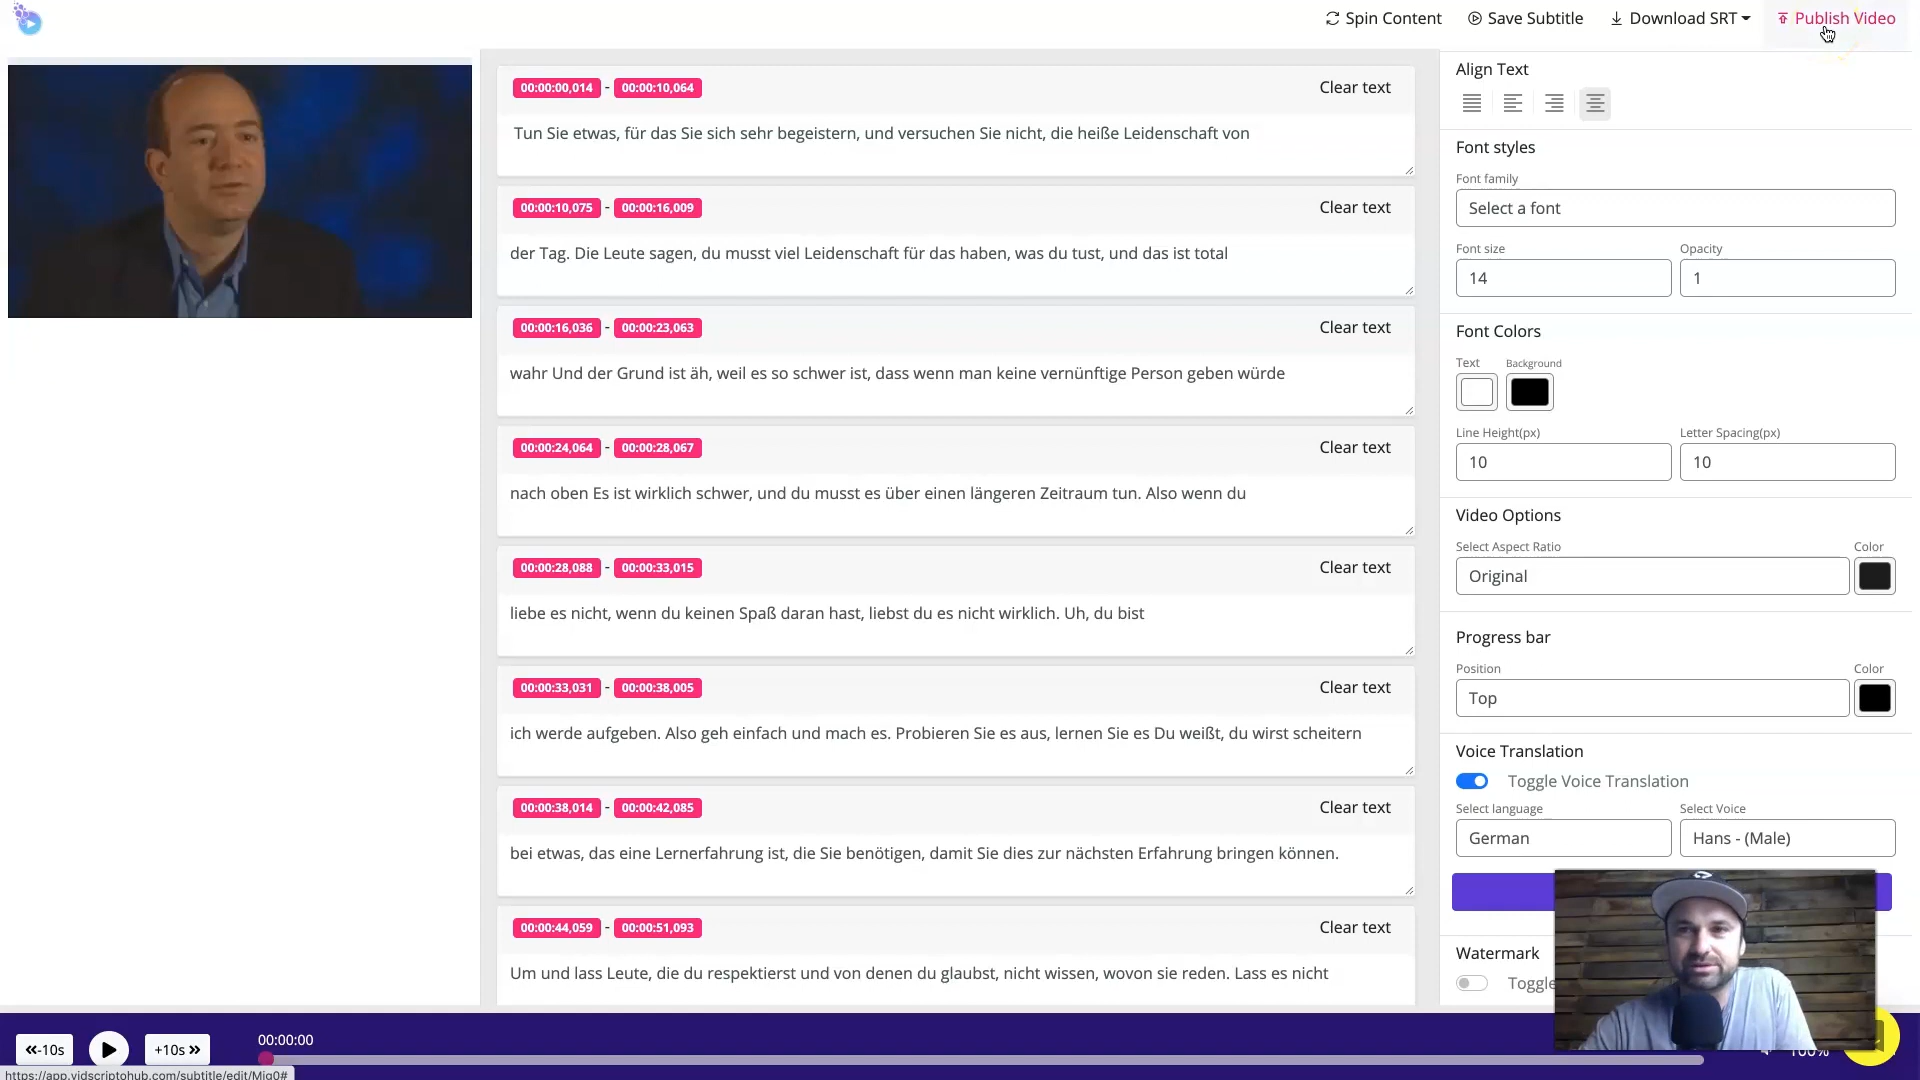 Spin Content
Save Subtitle
Download SRT
Publish Video
00:00:00,014 - 00:00:10,064
Clear text
Tun Sie etwas, für das Sie sich sehr begeistern, und versuchen Sie nicht, die heiße Leidenschaft von
00:00:10,075 - 00:00:16,009
Clear text
der Tag. Die Leute sagen, du musst viel Leidenschaft für das haben, was du tust, und das ist total
00:00:16,036 - 00:00:23,063
Clear text
wahr Und der Grund ist äh, weil es so schwer ist, dass wenn man keine vernünftige Person geben würde
00:00:24,064 - 00:00:28,067
Clear text
nach oben Es ist wirklich schwer, und du musst es über einen längeren Zeitraum tun. Also wenn du
00:00:28,088 - 00:00:33,015
Clear text
liebe es nicht, wenn du keinen Spaß daran hast, liebst du es nicht wirklich. Uh, du bist
00:00:33,031 - 00:00:38,005
Clear text
ich werde aufgeben. Also geh einfach und mach es. Probieren Sie es aus, lernen Sie es Du weißt, du wirst scheitern
00:00:38,014 - 00:00:42,085
Clear text
bei etwas, das eine Lernerfahrung ist, die Sie benötigen, damit Sie dies zur nächsten Erfahrung bringen können.
00:00:44,059 - 00:00:51,093
Clear text
Um und lass Leute, die du respektierst und von denen du glaubst, nicht wissen, wovon sie reden. Lass es nicht
Align Text
Font styles
Font family
Select a font
Font size
Opacity
14
1
Font Colors
Text
Background
Line Height(px)
Letter Spacing(px)
10
10
Video Options
Select Aspect Ratio
Color
Original
Progress bar
Position
Color
Top
Voice Translation
Toggle Voice Translation
Select language
Select Voice
German
Hans - (Male)
Watermark
Toggle
-10s
+10s
00:00:00
100%
https://app.vidscriptohub.com/subtitle/edit/Mjg0#